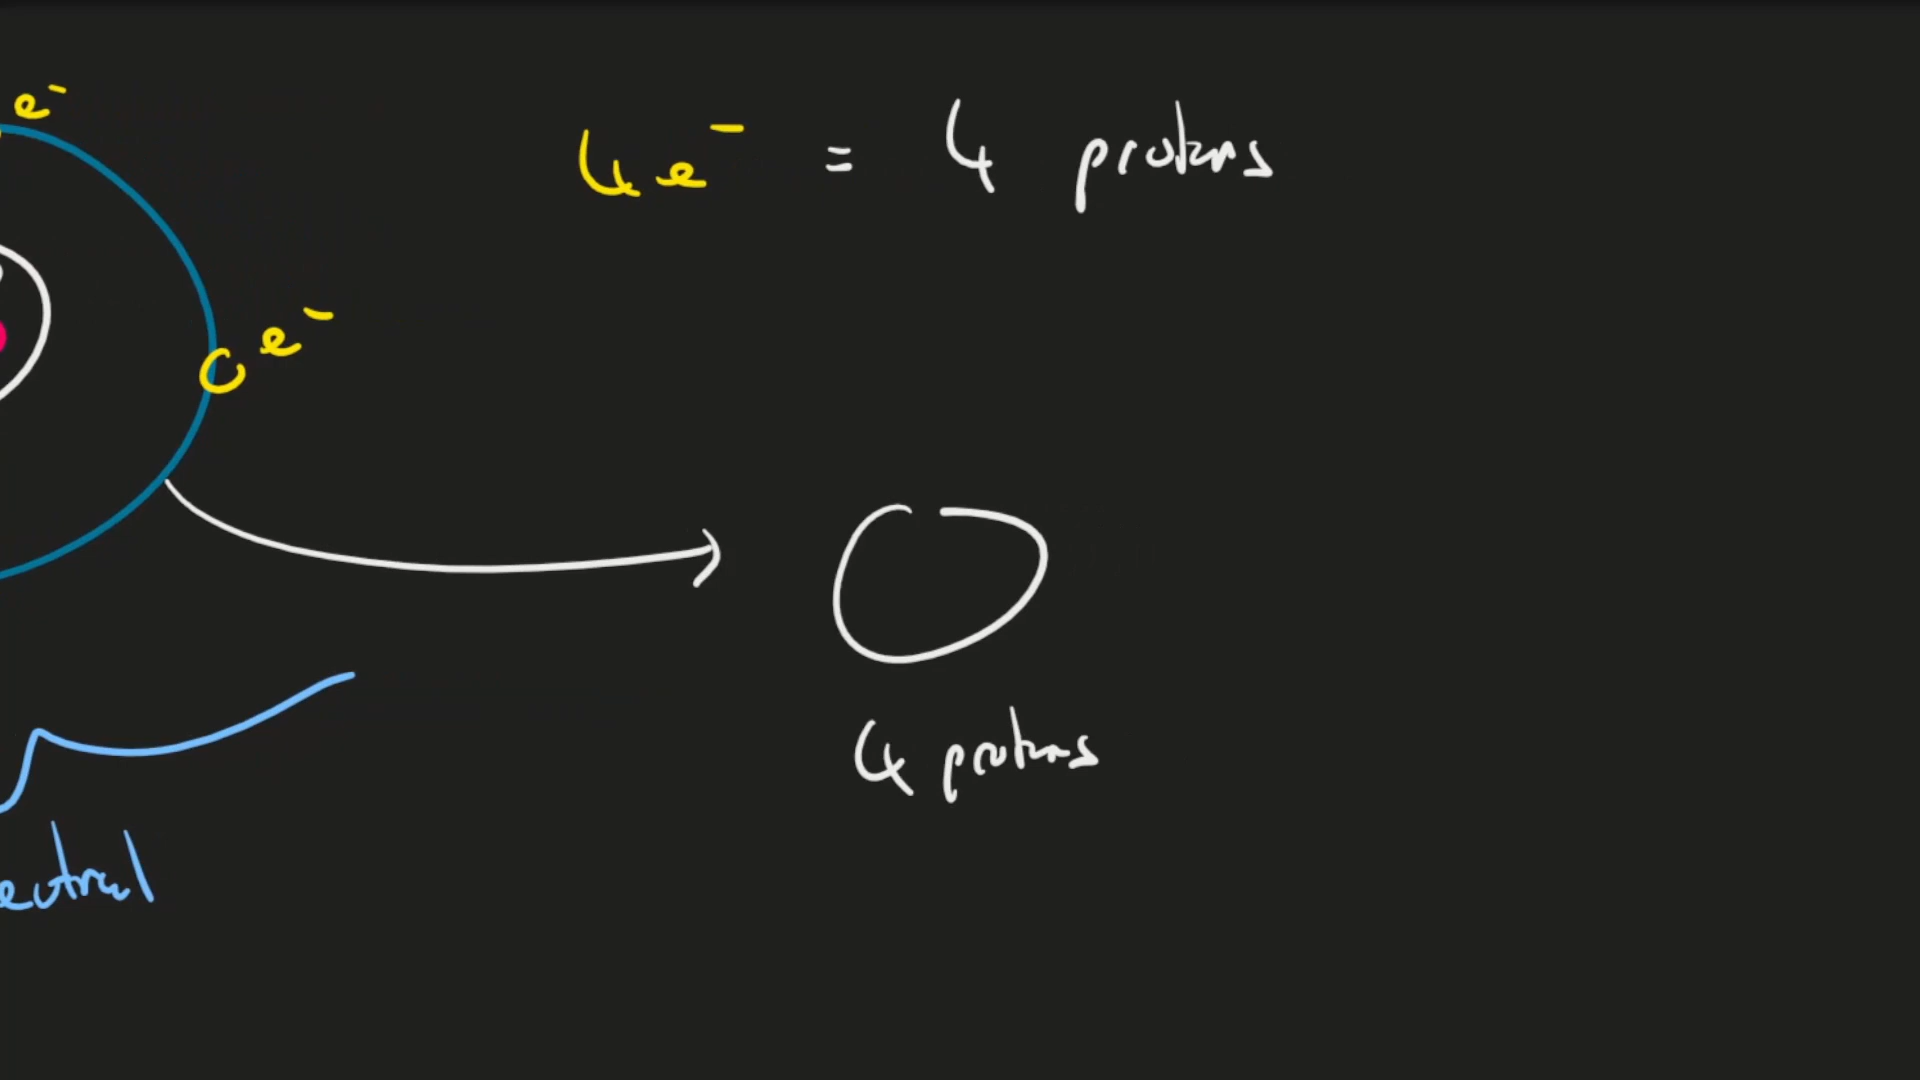 e⁻
4e⁻ = 4 protons
e⁻
4 protons
eutral